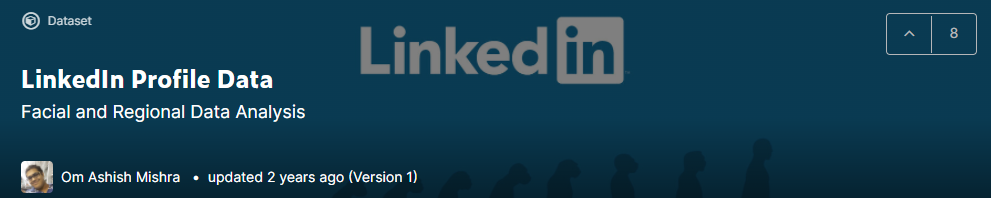 Dataset
LinkedIn
8
LinkedIn Profile Data
Facial and Regional Data Analysis
Om Ashish Mishra • updated 2 years ago (Version 1)